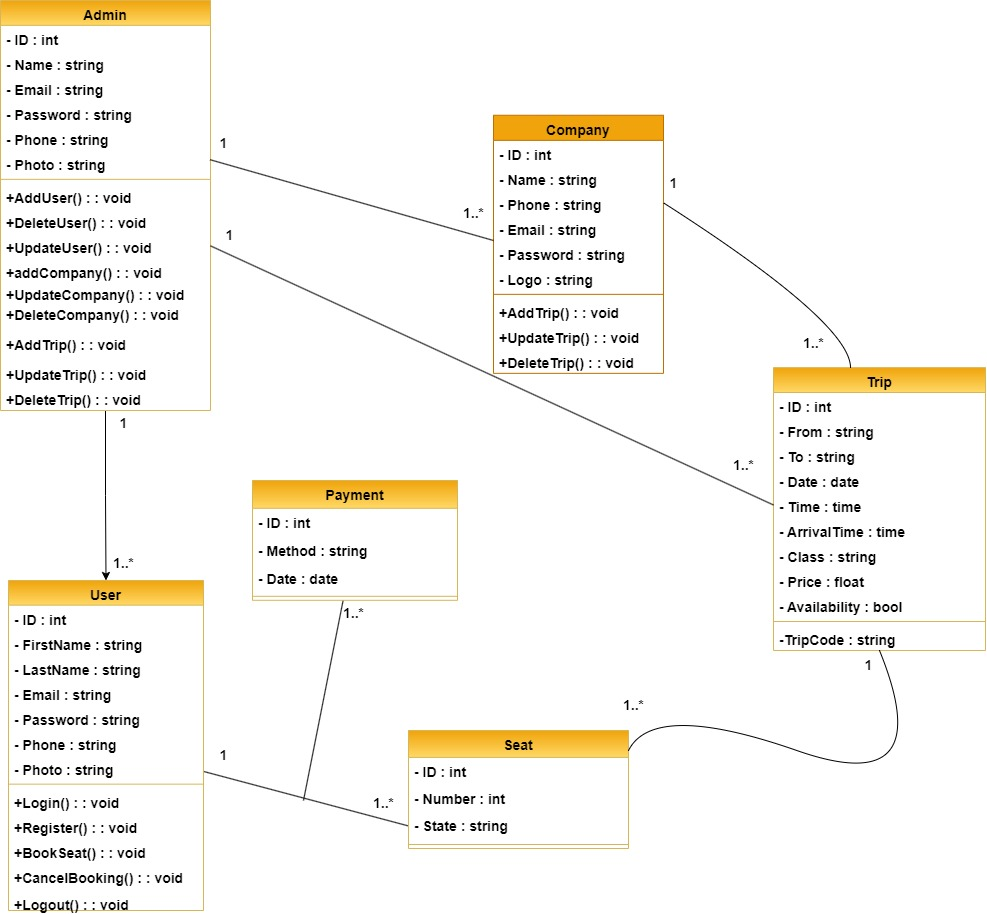 Admin
- ID : int
- Name : string
- Email : string
- Password : string
- Phone : string
- Photo : string
+AddUser() : : void
+DeleteUser() : : void
+UpdateUser() : : void
+addCompany() : : void
+UpdateCompany() : : void
+DeleteCompany() : : void
+AddTrip() : : void
+UpdateTrip() : : void
+DeleteTrip() : : void
1
1..*
1
1..*
1
1..*
Company
- ID : int
- Name : string
- Phone : string
- Email : string
- Password : string
- Logo : string
+AddTrip() : : void
+UpdateTrip() : : void
+DeleteTrip() : : void
1
1..*
Trip
- ID : int
- From : string
- To : string
- Date : date
- Time : time
- ArrivalTime : time
- Class : string
- Price : float
- Availability : bool
-TripCode : string
1
1..*
Payment
- ID : int
- Method : string
- Date : date
1..*
User
- ID : int
- FirstName : string
- LastName : string
- Email : string
- Password : string
- Phone : string
- Photo : string
+Login() : : void
+Register() : : void
+BookSeat() : : void
+CancelBooking() : : void
+Logout() : : void
1
1..*
Seat
- ID : int
- Number : int
- State : string